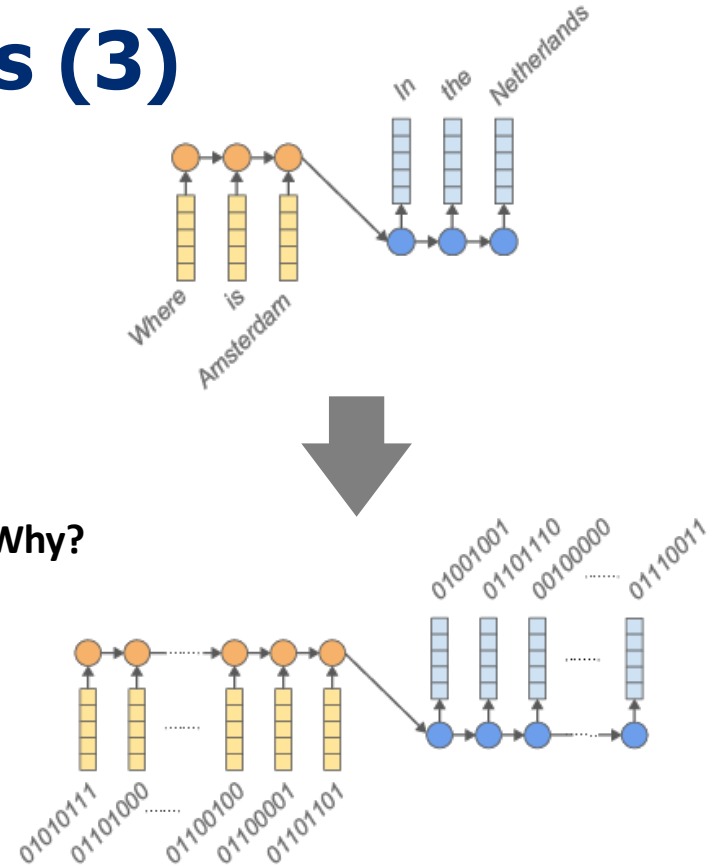 s (3)
In the Netherlands
Where is Amsterdam
Why?
01001001 01101110 00100000 ...... 01110011
01010111 01101000 ...... 01100100 01100001 01101101